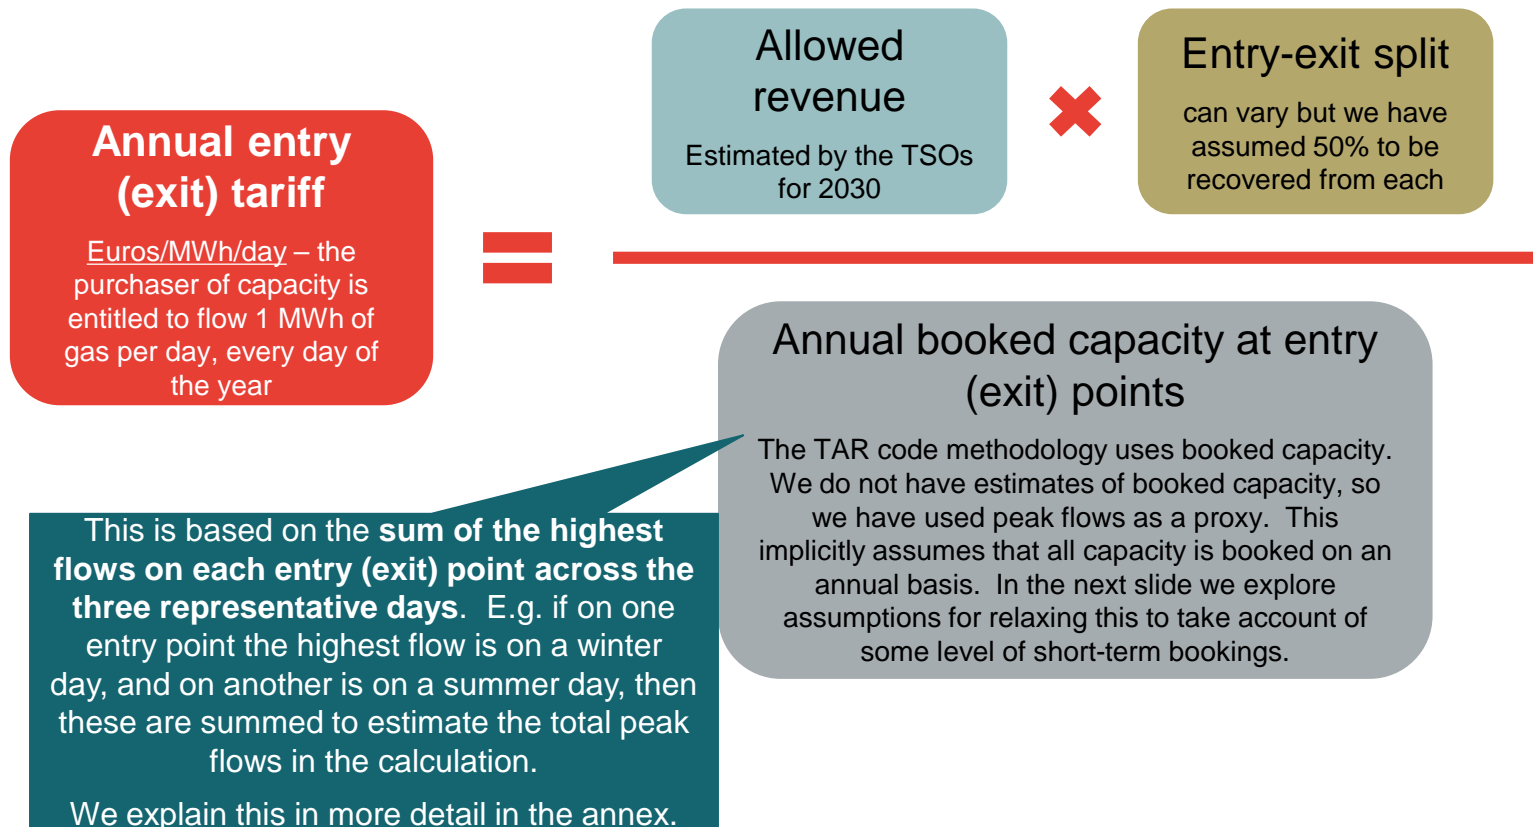 Annual entry
(exit) tariff
Euros/MWh/day – the
purchaser of capacity is
entitled to flow 1 MWh of
gas per day, every day of
the year
Allowed
revenue
Estimated by the TSOs
for 2030
Entry-exit split
can vary but we have
assumed 50% to be
recovered from each
Annual booked capacity at entry
(exit) points
The TAR code methodology uses booked capacity.
We do not have estimates of booked capacity, so
we have used peak flows as a proxy. This
implicitly assumes that all capacity is booked on an
annual basis. In the next slide we explore
assumptions for relaxing this to take account of
some level of short-term bookings.
This is based on the sum of the highest
flows on each entry (exit) point across the
three representative days. E.g. if on one
entry point the highest flow is on a winter
day, and on another is on a summer day, then
these are summed to estimate the total peak
flows in the calculation.
We explain this in more detail in the annex.